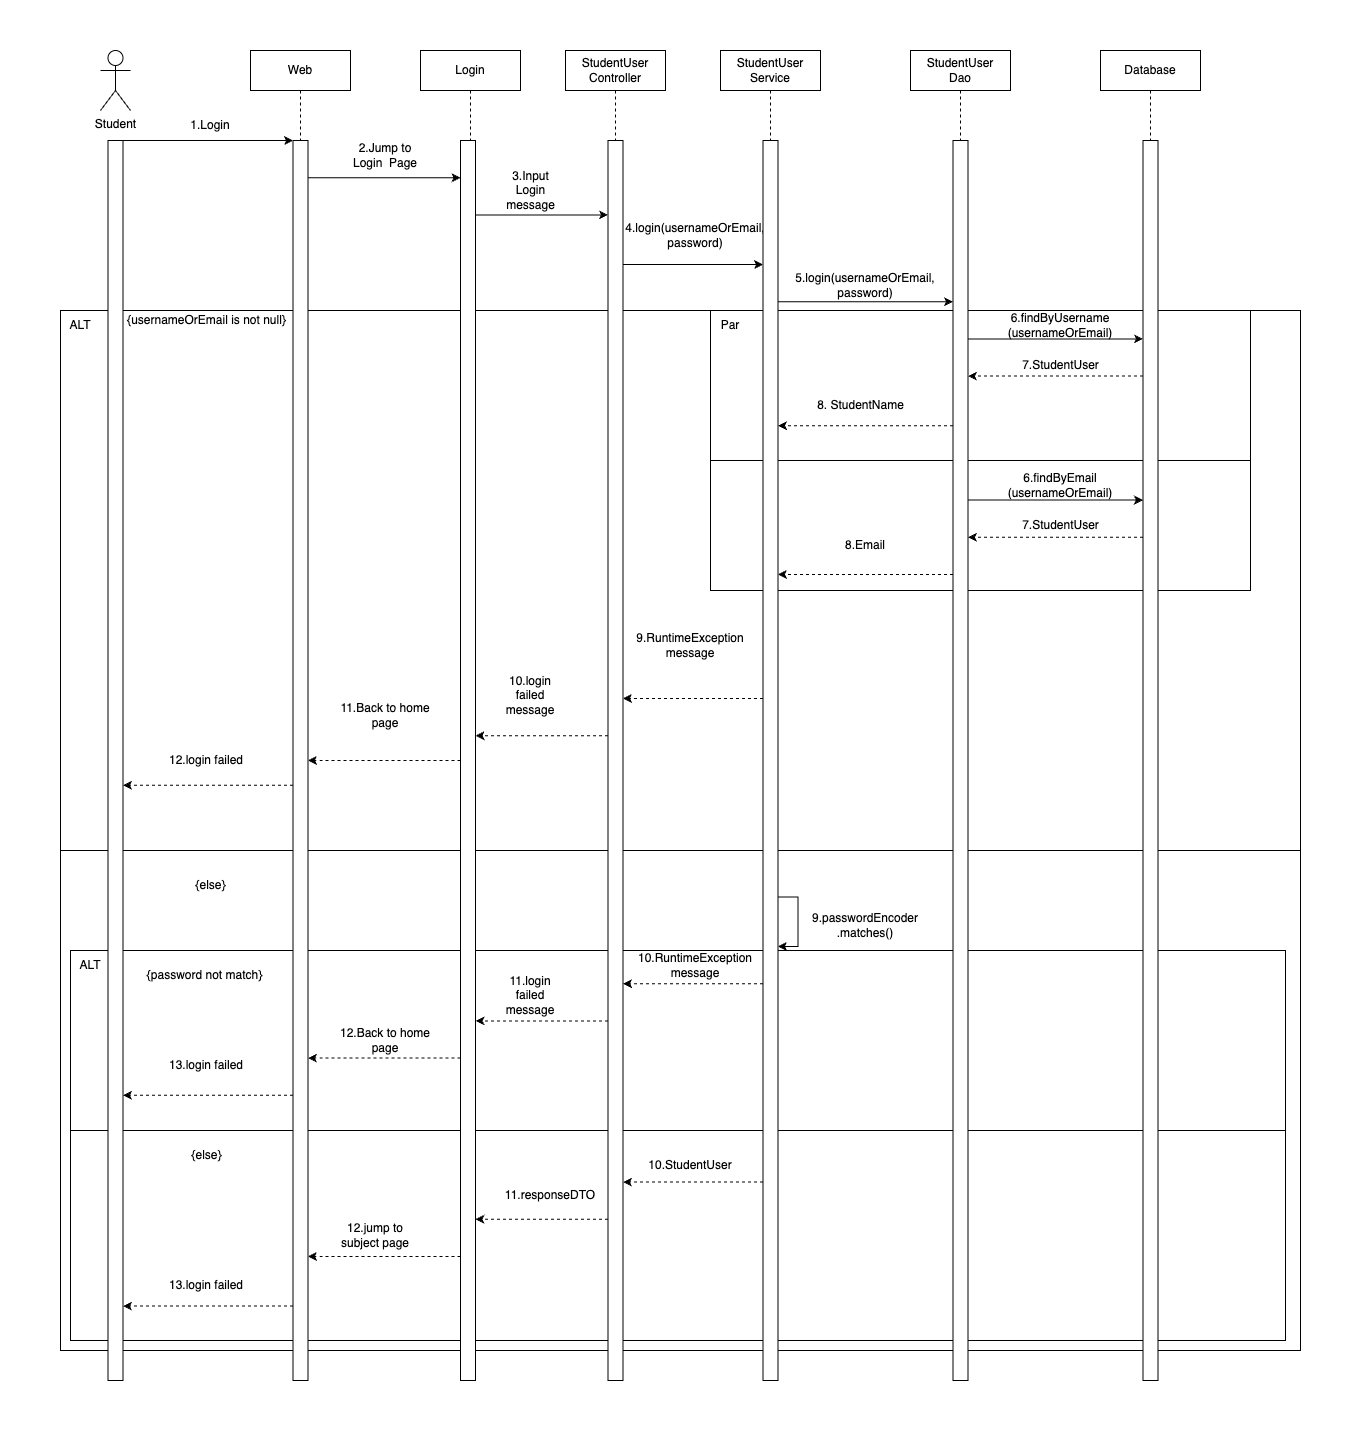 Student
Web
Login
StudentUser
Controller
StudentUser
Service
StudentUser
Dao
Database
1.Login
2.Jump to
Login  Page
3.Input
Login
message
4.login(usernameOrEmail,
password)
5.login(usernameOrEmail,
password)
ALT
{usernameOrEmail is not null}
Par
6.findByUsername
(usernameOrEmail)
7.StudentUser
8. StudentName
6.findByEmail
(usernameOrEmail)
7.StudentUser
8.Email
9.RuntimeException
message
10.login
failed
message
11.Back to home
page
12.login failed
{else}
9.passwordEncoder
.matches()
ALT
{password not match}
10.RuntimeException
message
11.login
failed
message
12.Back to home
page
13.login failed
{else}
10.StudentUser
11.responseDTO
12.jump to
subject page
13.login failed